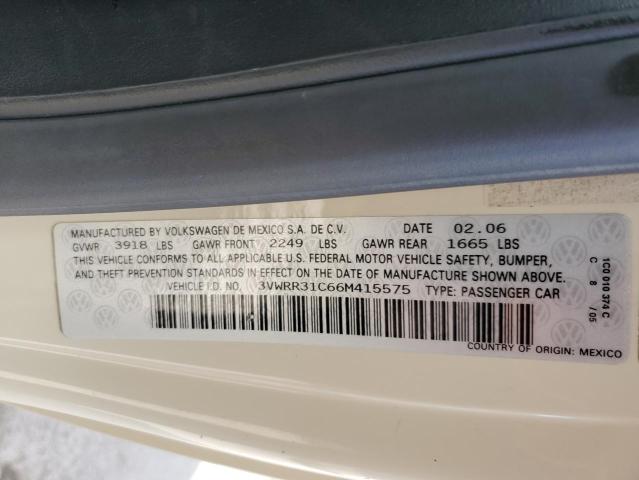 MANUFACTURED BY VOLKSWAGEN DE MEXICO S.A. DE C.V. DATE 02.06
GVWR 3918 LBS GAWR FRONT 2249 LBS GAWR REAR 1665 LBS
THIS VEHICLE CONFORMS TO ALL APPLICABLE U.S. FEDERAL MOTOR VEHICLE SAFETY, BUMPER,
AND THEFT PREVENTION STANDARDS IN EFFECT ON THE DATE OF MANUFACTURE SHOWN ABOVE.
VEHICLE I.D. NO. 3VWRR31C66M415575 TYPE: PASSENGER CAR
COUNTRY OF ORIGIN: MEXICO
1C0 010 374 C
C 8 /05